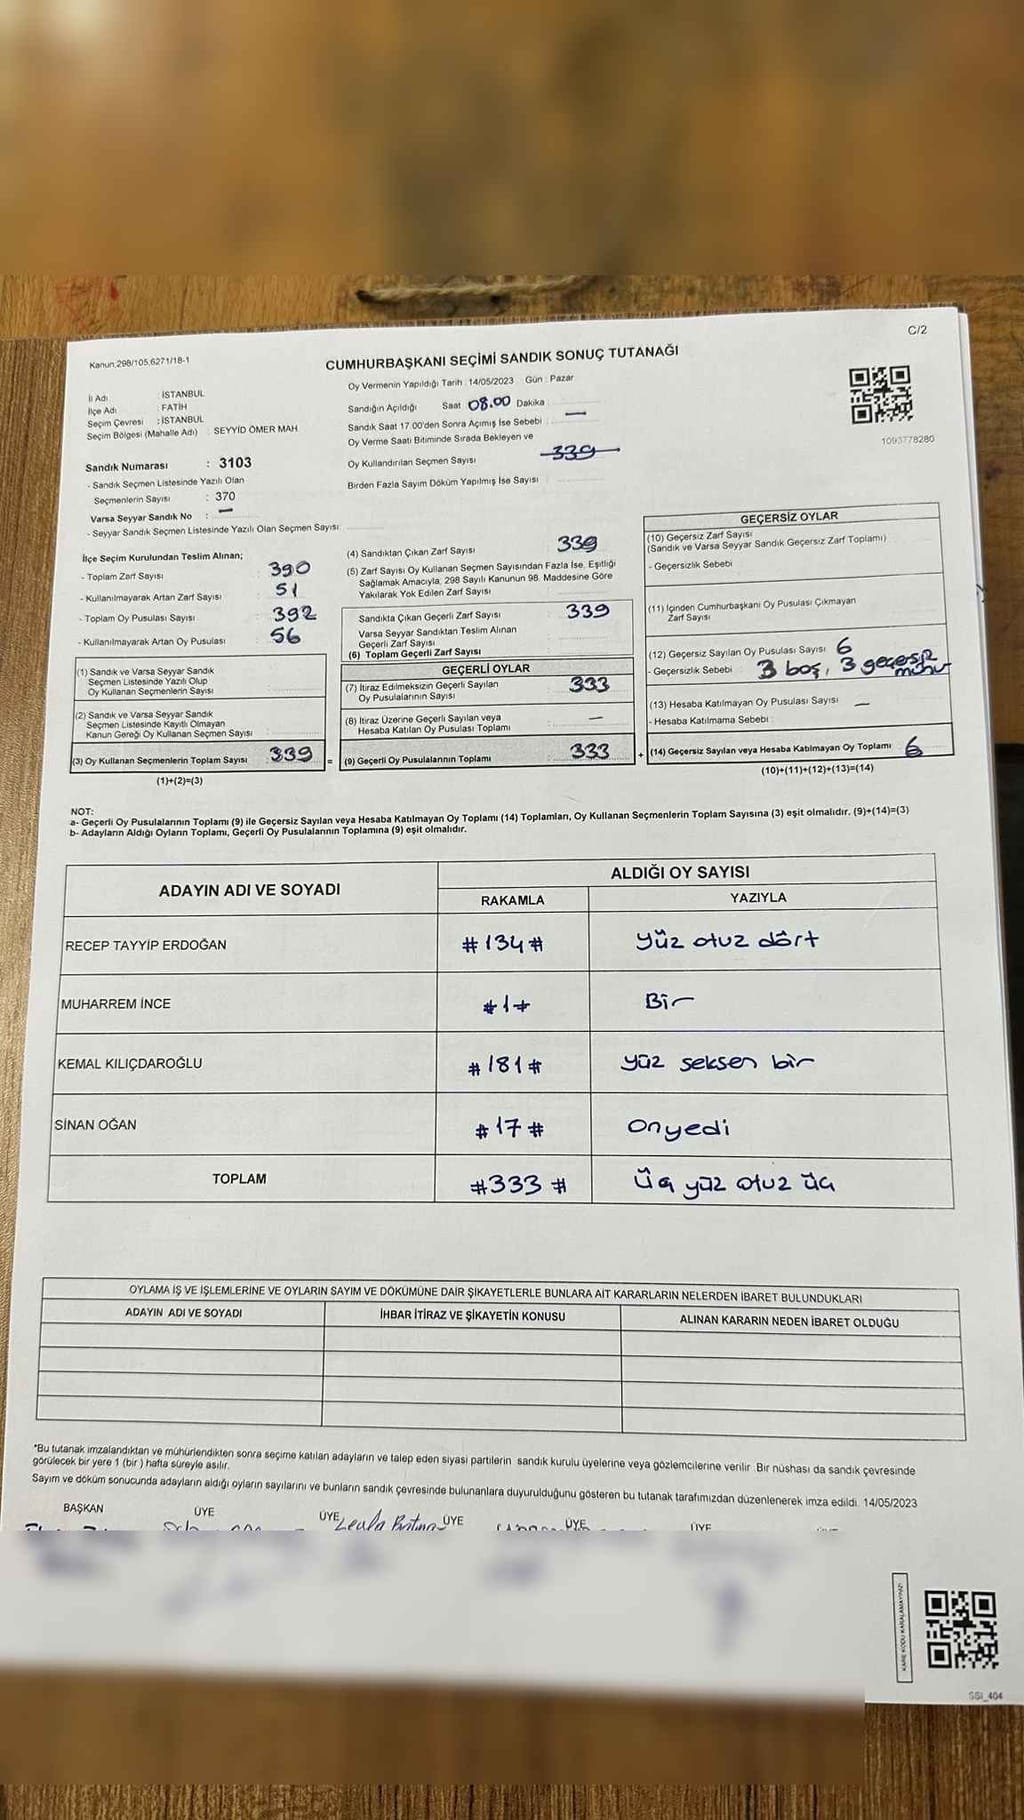 C/2
Kanun 298/105,6271/18-1
CUMHURBAŞKANI SEÇİMİ SANDIK SONUÇ TUTANAĞI
İl Adı : İSTANBUL
İlçe Adı : FATİH
Seçim Çevresi : İSTANBUL
Seçim Bölgesi (Mahalle Adı) SEYYİD ÖMER MAH
Sandık Numarası : 3103
- Sandık Seçmen Listesinde Yazılı Olan
Seçmenlerin Sayısı : 370
Varsa Seyyar Sandık No : —
- Seyyar Sandık Seçmen Listesinde Yazılı Olan Seçmen Sayısı
Oy Vermenin Yapıldığı Tarih 14/05/2023 Gün : Pazar
Sandığın Açıldığı Saat 08.00 Dakika
Sandık Saat 17.00'den Sonra Açımış İse Sebebi —
Oy Verme Saati Bitiminde Sırada Bekleyen ve
Oy Kullandırılan Seçmen Sayısı 339
Birden Fazla Sayım Döküm Yapılmış İse Sayısı
1093778280
İlçe Seçim Kurulundan Teslim Alınan;
- Toplam Zarf Sayısı 390
- Kullanılmayarak Artan Zarf Sayısı 51
- Toplam Oy Pusulası Sayısı 392
- Kullanılmayarak Artan Oy Pusulası 56
(1) Sandık ve Varsa Seyyar Sandık
Seçmen Listesinde Yazılı Olup
Oy Kullanan Seçmenlerin Sayısı
(2) Sandık ve Varsa Seyyar Sandık
Seçmen Listesinde Kayıtlı Olmayan
Kanun Gereği Oy Kullanan Seçmen Sayısı
(3) Oy Kullanan Seçmenlerin Toplam Sayısı 339 =
(1)+(2)=(3)
(4) Sandıktan Çıkan Zarf Sayısı 339
(5) Zarf Sayısı Oy Kullanan Seçmen Sayısından Fazla İse, Eşitliği
Sağlamak Amacıyla, 298 Sayılı Kanunun 98. Maddesine Göre
Yakılarak Yok Edilen Zarf Sayısı
Sandıkta Çıkan Geçerli Zarf Sayısı 339
Varsa Seyyar Sandıktan Teslim Alınan
Geçerli Zarf Sayısı
(6) Toplam Geçerli Zarf Sayısı
GEÇERLİ OYLAR
(7) İtiraz Edilmeksizin Geçerli Sayılan
Oy Pusulalarının Sayısı 333
(8) İtiraz Üzerine Geçerli Sayılan veya
Hesaba Katılan Oy Pusulası Toplamı —
(9) Geçerli Oy Pusulalarının Toplamı 333 +
GEÇERSİZ OYLAR
(10) Geçersiz Zarf Sayısı
(Sandık ve Varsa Seyyar Sandık Geçersiz Zarf Toplamı)
- Geçersizlik Sebebi
(11) İçinden Cumhurbaşkanı Oy Pusulası Çıkmayan
Zarf Sayısı
(12) Geçersiz Sayılan Oy Pusulası Sayısı 6
- Geçersizlik Sebebi 3 boş, 3 geçersiz
mühür
(13) Hesaba Katılmayan Oy Pusulası Sayısı —
- Hesaba Katılmama Sebebi
(14) Geçersiz Sayılan veya Hesaba Katılmayan Oy Toplamı 6
(10)+(11)+(12)+(13)=(14)
NOT:
a- Geçerli Oy Pusulalarının Toplamı (9) ile Geçersiz Sayılan veya Hesaba Katılmayan Oy Toplamı (14) Toplamları, Oy Kullanan Seçmenlerin Toplam Sayısına (3) eşit olmalıdır. (9)+(14)=(3)
b- Adayların Aldığı Oyların Toplamı, Geçerli Oy Pusulalarının Toplamına (9) eşit olmalıdır.
ADAYIN ADI VE SOYADI ALDIĞI OY SAYISI
RAKAMLA YAZIYLA
RECEP TAYYİP ERDOĞAN #134# Yüz otuz dört
MUHARREM İNCE #1# Bir
KEMAL KILIÇDAROĞLU #181# yüz seksen bir
SİNAN OĞAN #17# Onyedi
TOPLAM #333# Üç yüz otuz üç
OYLAMA İŞ VE İŞLEMLERİNE VE OYLARIN SAYIM VE DÖKÜMÜNE DAİR ŞİKAYETLERLE BUNLARA AİT KARARLARIN NELERDEN İBARET BULUNDUKLARI
ADAYIN ADI VE SOYADI İHBAR İTİRAZ VE ŞİKAYETİN KONUSU ALINAN KARARIN NEDEN İBARET OLDUĞU
*Bu tutanak imzalandıktan ve mühürlendikten sonra seçime katılan adayların ve talep eden siyasi partilerin sandık kurulu üyelerine veya gözlemcilerine verilir. Bir nüshası da sandık çevresinde
görülecek bir yere 1 (bir) hafta süreyle asılır.
Sayım ve döküm sonucunda adayların aldığı oyların sayılarını ve bunların sandık çevresinde bulunanlara duyurulduğunu gösteren bu tutanak tarafımızdan düzenlenerek imza edildi. 14/05/2023
BAŞKAN ÜYE ÜYE ÜYE ÜYE ÜYE
KARE KODU KARALAMAYINIZ!
SSI_404